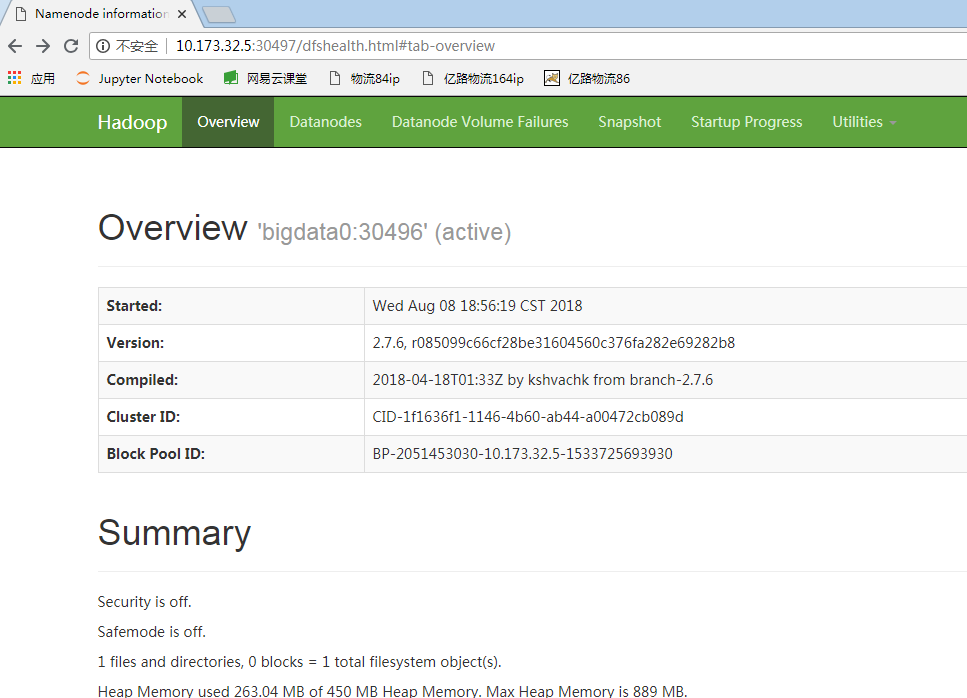 Namenode information
不安全 10.173.32.5:30497/dfshealth.html#tab-overview
应用 Jupyter Notebook 网易云课堂 物流84ip 亿路物流164ip 亿路物流86
Hadoop Overview Datanodes Datanode Volume Failures Snapshot Startup Progress Utilities
Overview 'bigdata0:30496' (active)
Started: Wed Aug 08 18:56:19 CST 2018
Version: 2.7.6, r085099c66cf28be31604560c376fa282e69282b8
Compiled: 2018-04-18T01:33Z by kshvachk from branch-2.7.6
Cluster ID: CID-1f1636f1-1146-4b60-ab44-a00472cb089d
Block Pool ID: BP-2051453030-10.173.32.5-1533725693930
Summary
Security is off.
Safemode is off.
1 files and directories, 0 blocks = 1 total filesystem object(s).
Heap Memory used 263.04 MB of 450 MB Heap Memory. Max Heap Memory is 889 MB.